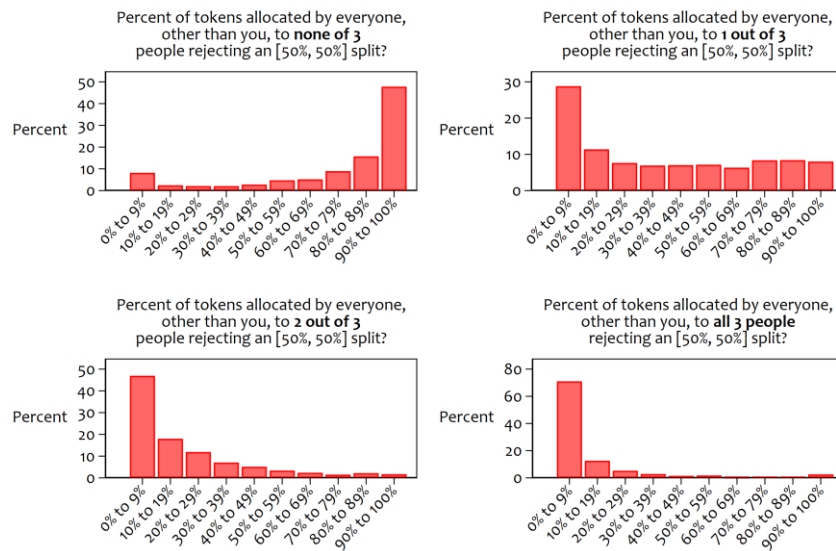 Percent of tokens allocated by everyone,
other than you, to none of 3
people rejecting an [50%, 50%] split?
50
40
30
20
10
0
Percent
0% to 9%
10% to 19%
20% to 29%
30% to 39%
40% to 49%
50% to 59%
60% to 69%
70% to 79%
80% to 89%
90% to 100%
Percent of tokens allocated by everyone,
other than you, to 1 out of 3
people rejecting an [50%, 50%] split?
30
20
10
0
Percent
0% to 9%
10% to 19%
20% to 29%
30% to 39%
40% to 49%
50% to 59%
60% to 69%
70% to 79%
80% to 89%
90% to 100%
Percent of tokens allocated by everyone,
other than you, to 2 out of 3
people rejecting an [50%, 50%] split?
50
40
30
20
10
0
Percent
0% to 9%
10% to 19%
20% to 29%
30% to 39%
40% to 49%
50% to 59%
60% to 69%
70% to 79%
80% to 89%
90% to 100%
Percent of tokens allocated by everyone,
other than you, to all 3 people
rejecting an [50%, 50%] split?
80
60
40
20
0
Percent
0% to 9%
10% to 19%
20% to 29%
30% to 39%
40% to 49%
50% to 59%
60% to 69%
70% to 79%
80% to 89%
90% to 100%